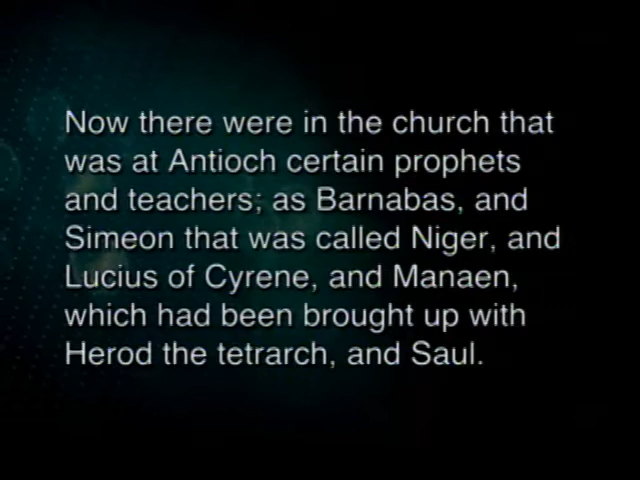 Now there were in the church that
was at Antioch certain prophets
and teachers; as Barnabas, and
Simeon that was called Niger, and
Lucius of Cyrene, and Manaen,
which had been brought up with
Herod the tetrarch, and Saul.